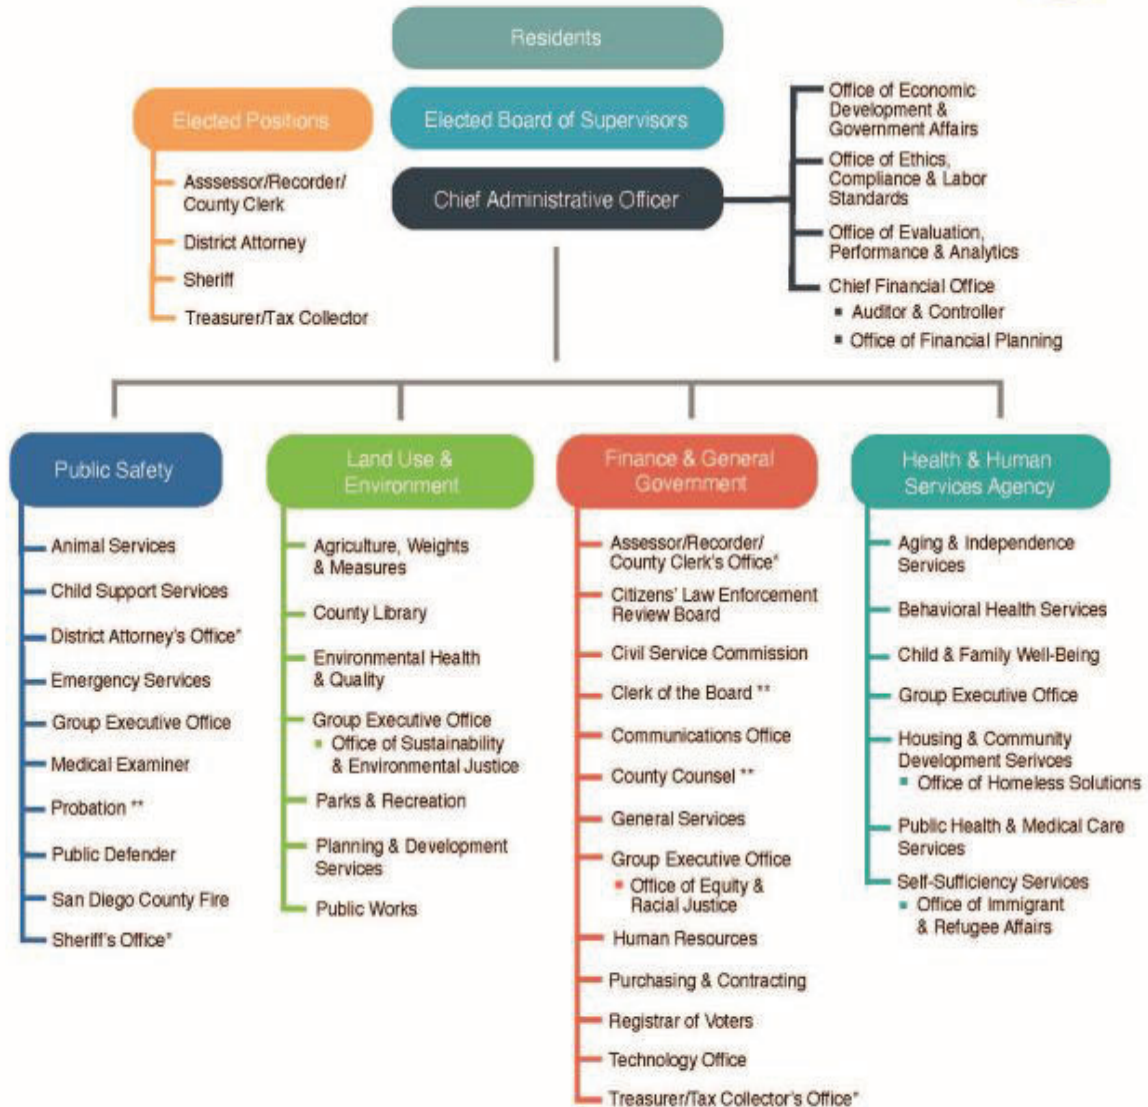 Residents
Elected Positions
Elected Board of Supervisors
Chief Administrative Officer
Asssessor/Recorder/
County Clerk
District Attorney
Sheriff
Treasurer/Tax Collector
Office of Economic
Development &
Government Affairs
Office of Ethics,
Compliance & Labor
Standards
Office of Evaluation,
Performance & Analytics
Chief Financial Office
Auditor & Controller
Office of Financial Planning
Public Safety
Animal Services
Child Support Services
District Attorney's Office*
Emergency Services
Group Executive Office
Medical Examiner
Probation **
Public Defender
San Diego County Fire
Sheriff's Office*
Land Use &
Environment
Agriculture, Weights
& Measures
County Library
Environmental Health
& Quality
Group Executive Office
Office of Sustainability
& Environmental Justice
Parks & Recreation
Planning & Development
Services
Public Works
Finance & General
Government
Assessor/Recorder/
County Clerk's Office*
Citizens' Law Enforcement
Review Board
Civil Service Commission
Clerk of the Board **
Communications Office
County Counsel **
General Services
Group Executive Office
Office of Equity &
Racial Justice
Human Resources
Purchasing & Contracting
Registrar of Voters
Technology Office
Treasurer/Tax Collector's Office*
Health & Human
Services Agency
Aging & Independence
Services
Behavioral Health Services
Child & Family Well-Being
Group Executive Office
Housing & Community
Development Serivces
Office of Homeless Solutions
Public Health & Medical Care
Services
Self-Sufficiency Services
Office of Immigrant
& Refugee Affairs